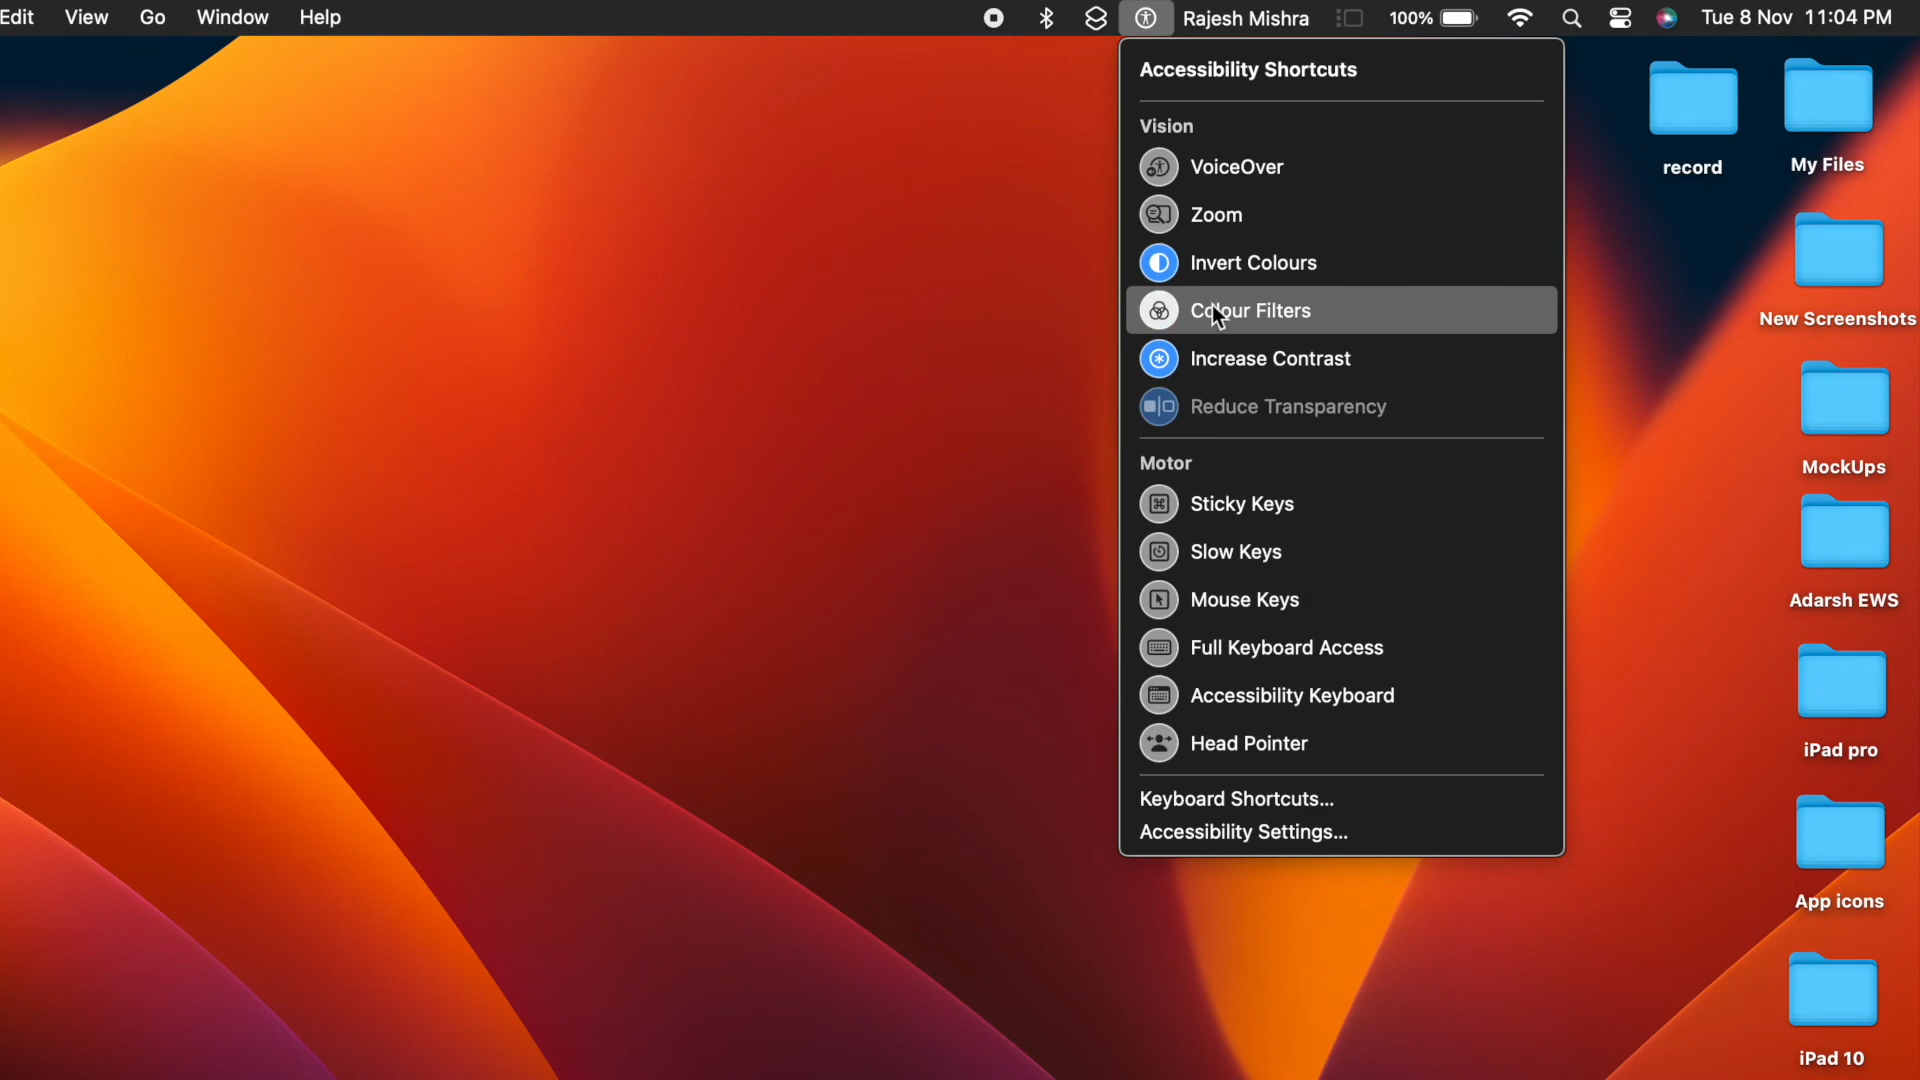 Edit View Go Window Help Rajesh Mishra 100% Tue 8 Nov 11:04 PM
Accessibility Shortcuts
Vision
VoiceOver
Zoom
Invert Colours
Colour Filters
Increase Contrast
Reduce Transparency
Motor
Sticky Keys
Slow Keys
Mouse Keys
Full Keyboard Access
Accessibility Keyboard
Head Pointer
Keyboard Shortcuts...
Accessibility Settings...
record
My Files
New Screenshots
MockUps
Adarsh EWS
iPad pro
App icons
iPad 10